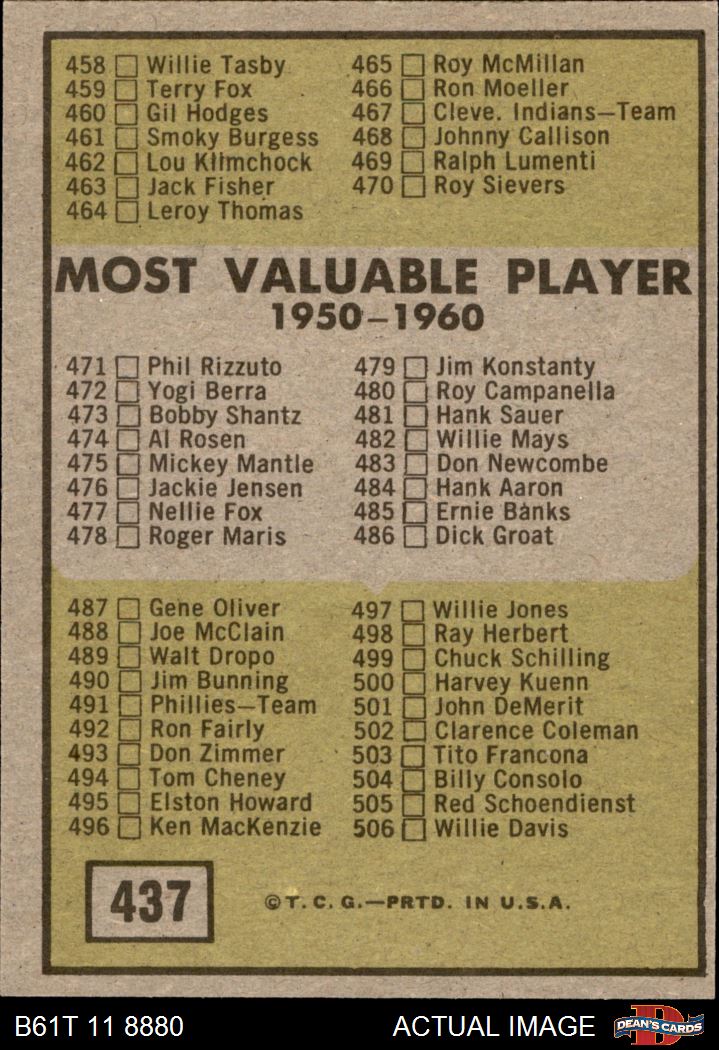 458 Willie Tasby
459 Terry Fox
460 Gil Hodges
461 Smoky Burgess
462 Lou Klimchock
463 Jack Fisher
464 Leroy Thomas
465 Roy McMillan
466 Ron Moeller
467 Cleve. Indians—Team
468 Johnny Callison
469 Ralph Lumenti
470 Roy Sievers
MOST VALUABLE PLAYER
1950–1960
471 Phil Rizzuto
472 Yogi Berra
473 Bobby Shantz
474 Al Rosen
475 Mickey Mantle
476 Jackie Jensen
477 Nellie Fox
478 Roger Maris
479 Jim Konstanty
480 Roy Campanella
481 Hank Sauer
482 Willie Mays
483 Don Newcombe
484 Hank Aaron
485 Ernie Banks
486 Dick Groat
487 Gene Oliver
488 Joe McClain
489 Walt Dropo
490 Jim Bunning
491 Phillies—Team
492 Ron Fairly
493 Don Zimmer
494 Tom Cheney
495 Elston Howard
496 Ken MacKenzie
497 Willie Jones
498 Ray Herbert
499 Chuck Schilling
500 Harvey Kuenn
501 John DeMerit
502 Clarence Coleman
503 Tito Francona
504 Billy Consolo
505 Red Schoendienst
506 Willie Davis
437
©T. C. G.—PRTD. IN U.S.A.
B61T 11 8880
ACTUAL IMAGE
D
DEAN'S CARDS